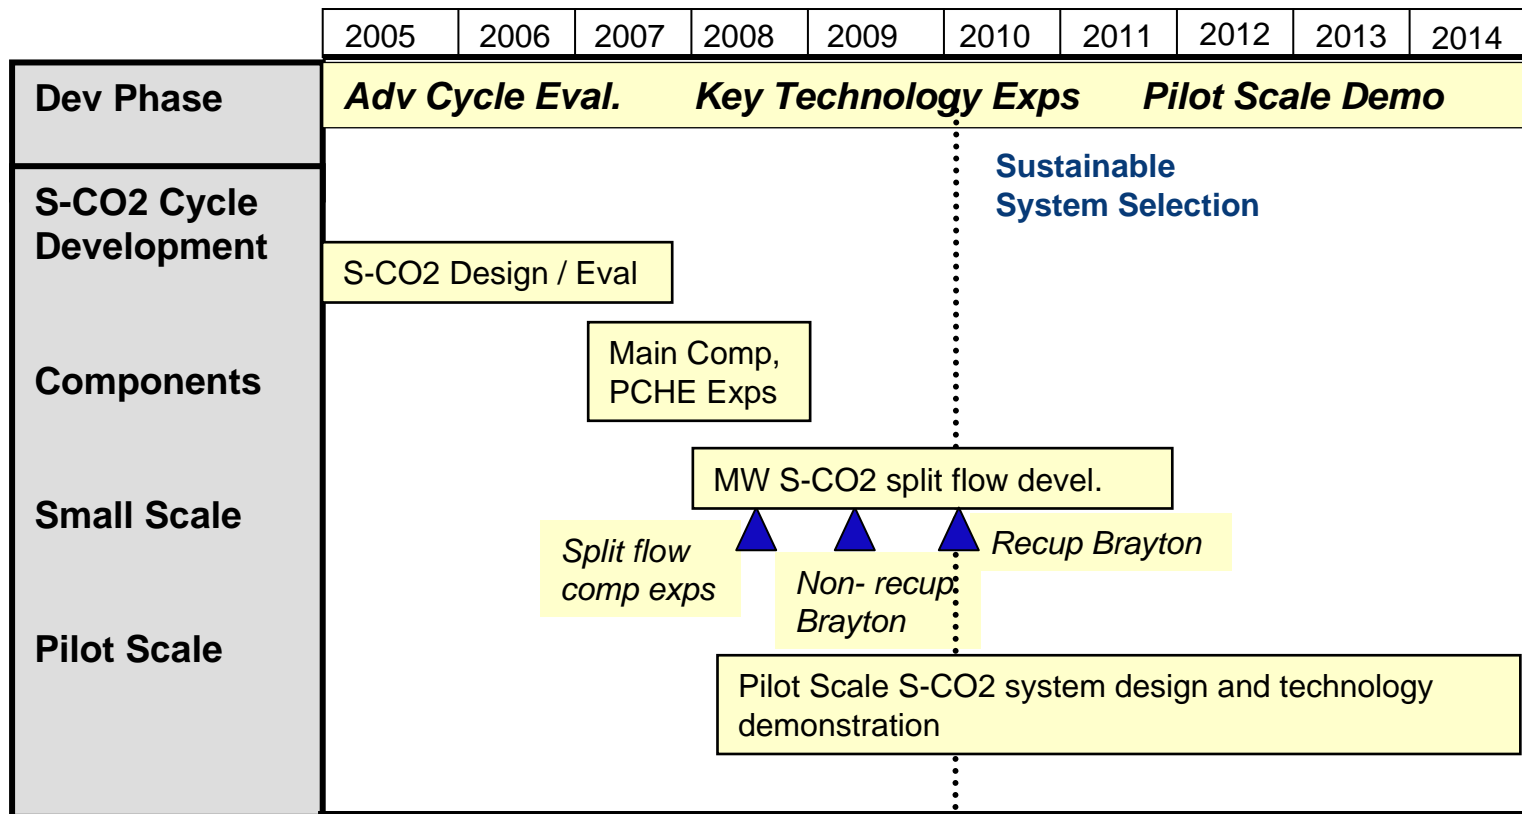 2005 2006 2007 2008 2009 2010 2011 2012 2013 2014
Dev Phase
Adv Cycle Eval. Key Technology Exps Pilot Scale Demo
Sustainable
System Selection
S-CO2 Cycle
Development
S-CO2 Design / Eval
Components
Main Comp,
PCHE Exps
Small Scale
MW S-CO2 split flow devel.
Split flow
comp exps
Non- recup
Brayton
Recup Brayton
Pilot Scale
Pilot Scale S-CO2 system design and technology
demonstration